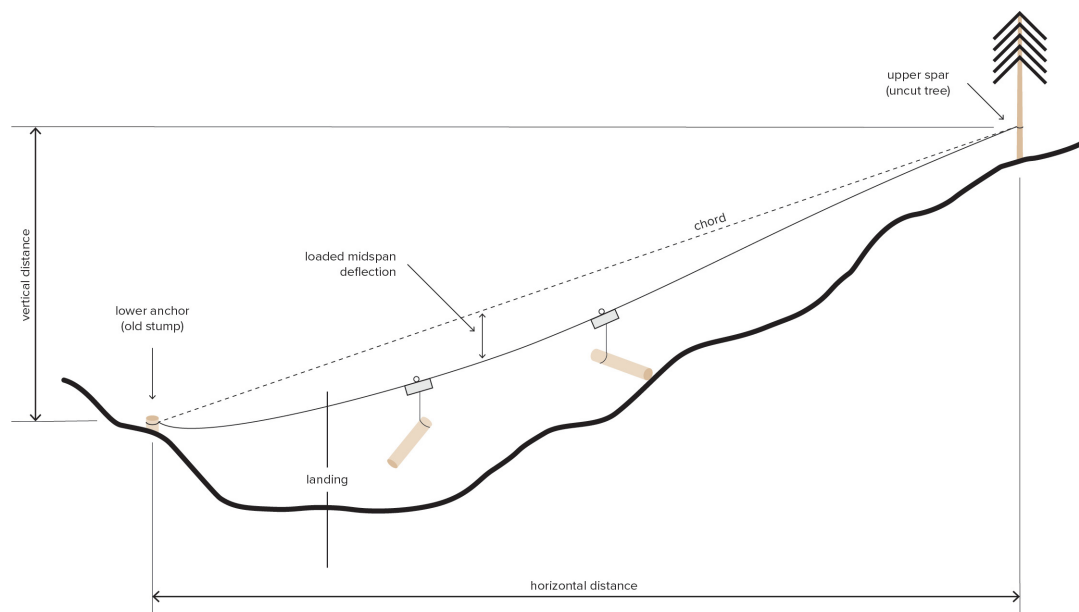 upper spar
(uncut tree)
chord
loaded midspan
deflection
vertical distance
lower anchor
(old stump)
landing
horizontal distance